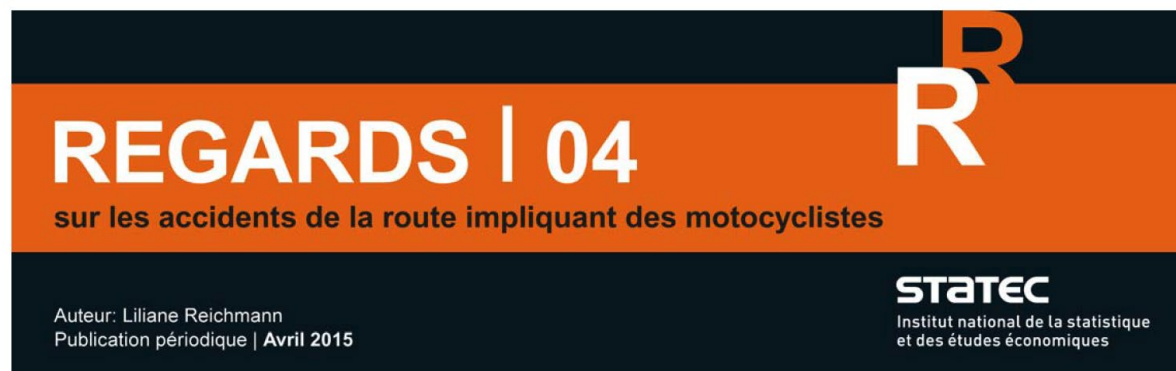 R
R
REGARDS | 04
sur les accidents de la route impliquant des motocyclistes
Auteur: Liliane Reichmann
Publication périodique | Avril 2015
STATEC
Institut national de la statistique
et des études économiques